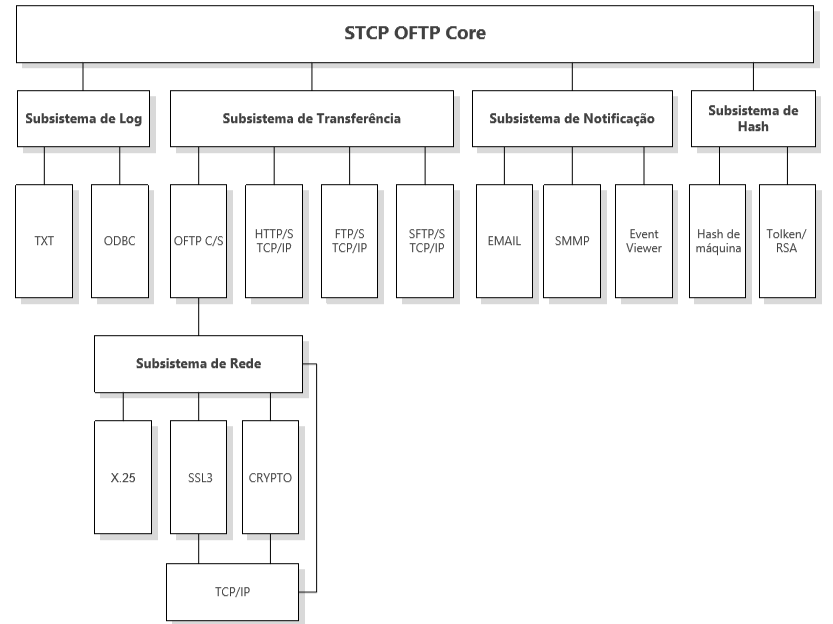 STCP OFTP Core
Subsistema de Log
Subsistema de Transferência
Subsistema de Notificação
Subsistema de
Hash
TXT
ODBC
OFTP C/S
HTTP/S
TCP/IP
FTP/S
TCP/IP
SFTP/S
TCP/IP
EMAIL
SMMP
Event
Viewer
Hash de
máquina
Tolken/
RSA
Subsistema de Rede
X.25
SSL3
CRYPTO
TCP/IP